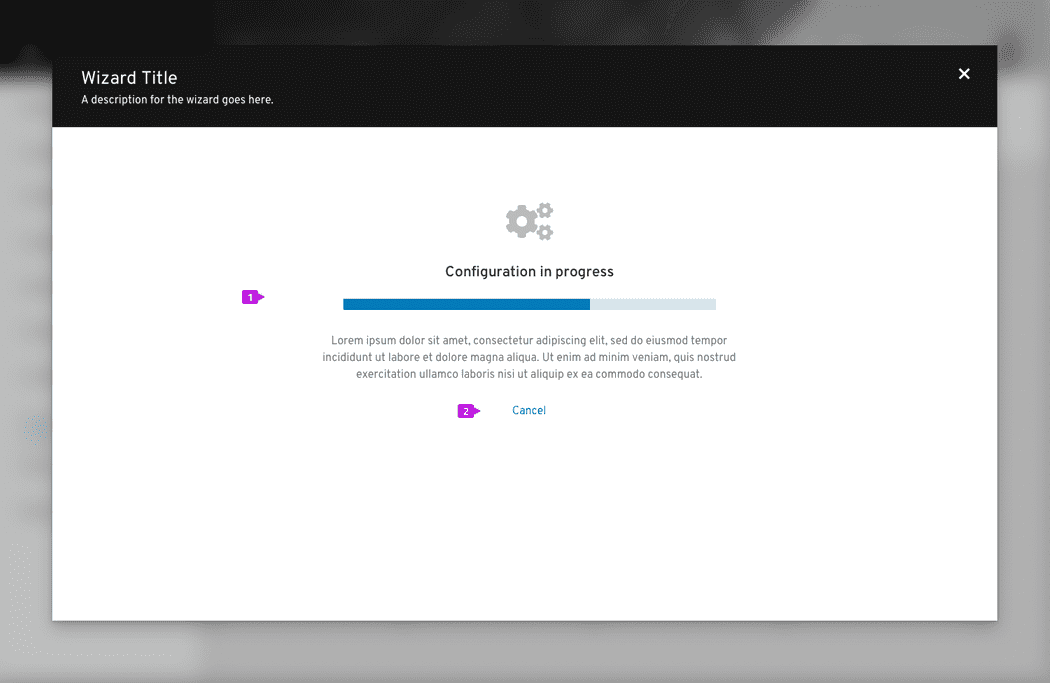 Wizard Title
A description for the wizard goes here.
Configuration in progress
1
Lorem ipsum dolor sit amet, consectetur adipiscing elit, sed do eiusmod tempor
incididunt ut labore et dolore magna aliqua. Ut enim ad minim veniam, quis nostrud
exercitation ullamco laboris nisi ut aliquip ex ea commodo consequat.
2 Cancel